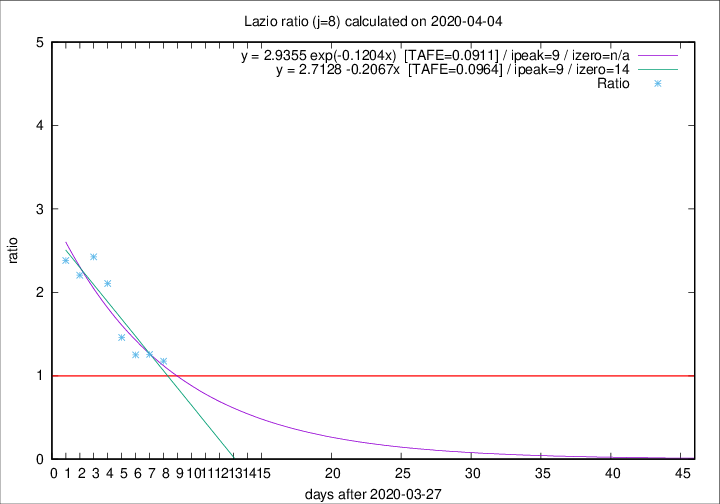 Lazio ratio (j=8) calculated on 2020-04-04
y = 2.9355 exp(-0.1204x)  [TAFE=0.0911] / ipeak=9 / izero=n/a
y = 2.7128 -0.2067x  [TAFE=0.0964] / ipeak=9 / izero=14
Ratio
5
4
3
2
1
0
ratio
0 1 2 3 4 5 6 7 8 9 10 11 12 13 14 15 20 25 30 35 40 45
days after 2020-03-27